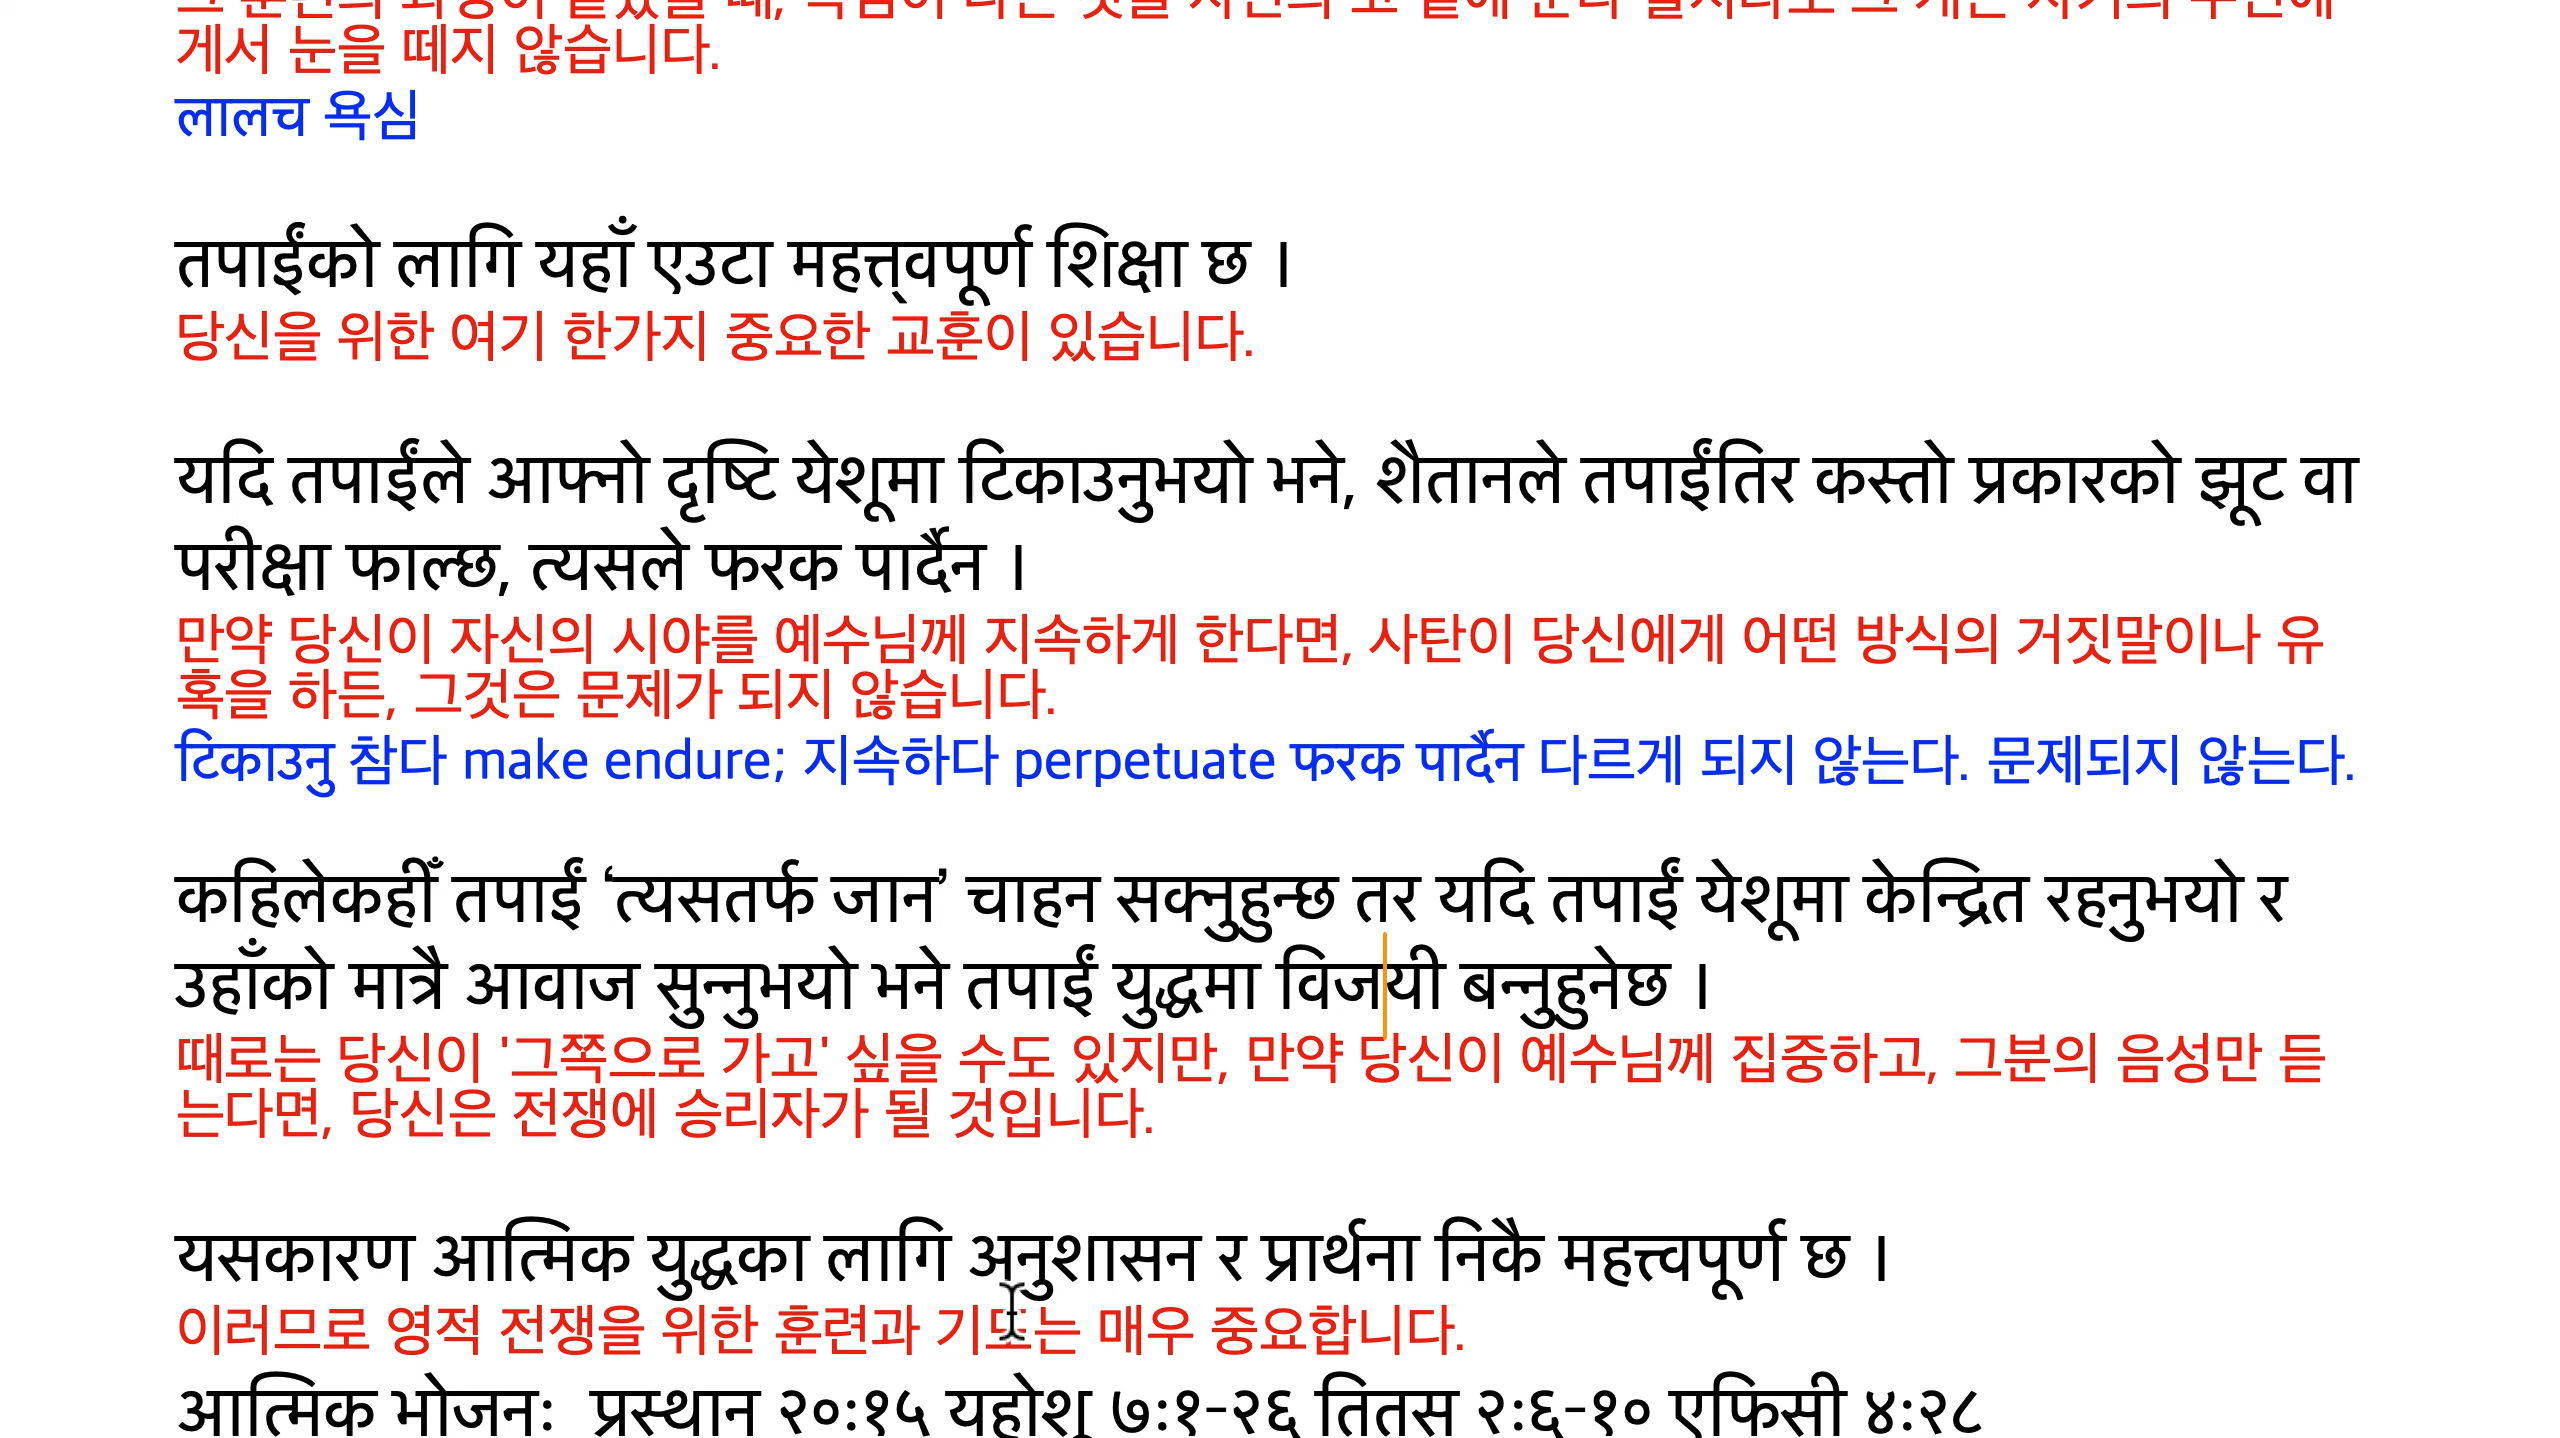 게서 눈을 떼지 않습니다.
लालच 욕심
तपाईंको लागि यहाँ एउटा महत्त्वपूर्ण शिक्षा छ ।
당신을 위한 여기 한가지 중요한 교훈이 있습니다.
यदि तपाईंले आफ्नो दृष्टि येशूमा टिकाउनुभयो भने, शैतानले तपाईंतिर कस्तो प्रकारको झूट वा
परीक्षा फाल्छ, त्यसले फरक पार्दैन ।
만약 당신이 자신의 시야를 예수님께 지속하게 한다면, 사탄이 당신에게 어떤 방식의 거짓말이나 유
혹을 하든, 그것은 문제가 되지 않습니다.
टिकाउनु 참다 make endure; 지속하다 perpetuate फरक पार्दैन 다르게 되지 않는다. 문제되지 않는다.
कहिलेकहीँ तपाईं ‘त्यसतर्फ जान’ चाहन सक्नुहुन्छ तर यदि तपाईं येशूमा केन्द्रित रहनुभयो र
उहाँको मात्रै आवाज सुन्नुभयो भने तपाईं युद्धमा विजयी बन्नुहुनेछ ।
때로는 당신이 '그쪽으로 가고' 싶을 수도 있지만, 만약 당신이 예수님께 집중하고, 그분의 음성만 듣
는다면, 당신은 전쟁에 승리자가 될 것입니다.
यसकारण आत्मिक युद्धका लागि अनुशासन र प्रार्थना निकै महत्त्वपूर्ण छ ।
이러므로 영적 전쟁을 위한 훈련과 기도는 매우 중요합니다.
आत्मिक भोजनः प्रस्थान २०:१५ यहोशू ७:१-२६ तितस २:६-१० एफिसी ४:२८